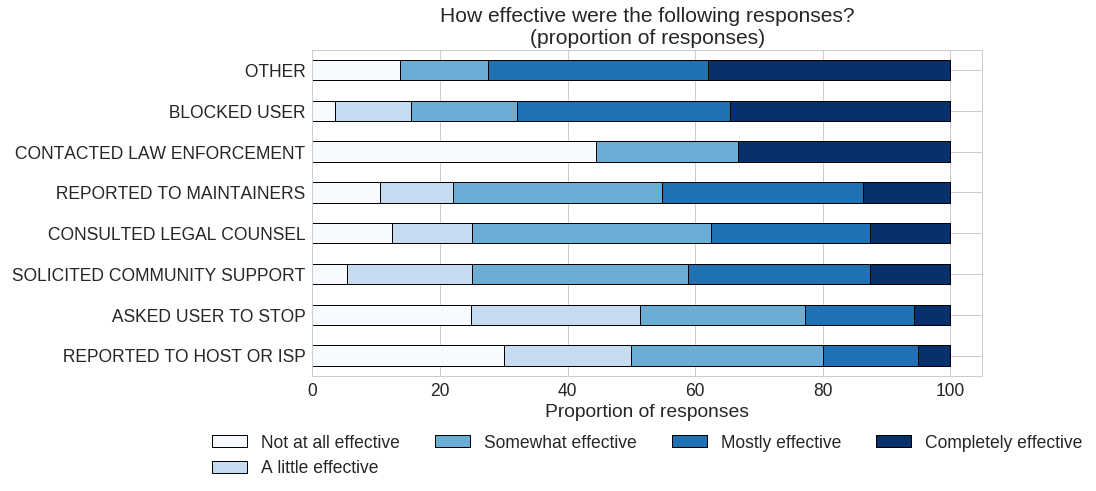 How effective were the following responses?
(proportion of responses)
OTHER
BLOCKED USER
CONTACTED LAW ENFORCEMENT
REPORTED TO MAINTAINERS
CONSULTED LEGAL COUNSEL
SOLICITED COMMUNITY SUPPORT
ASKED USER TO STOP
REPORTED TO HOST OR ISP
0 20 40 60 80 100
Proportion of responses
Not at all effective Somewhat effective Mostly effective Completely effective
A little effective